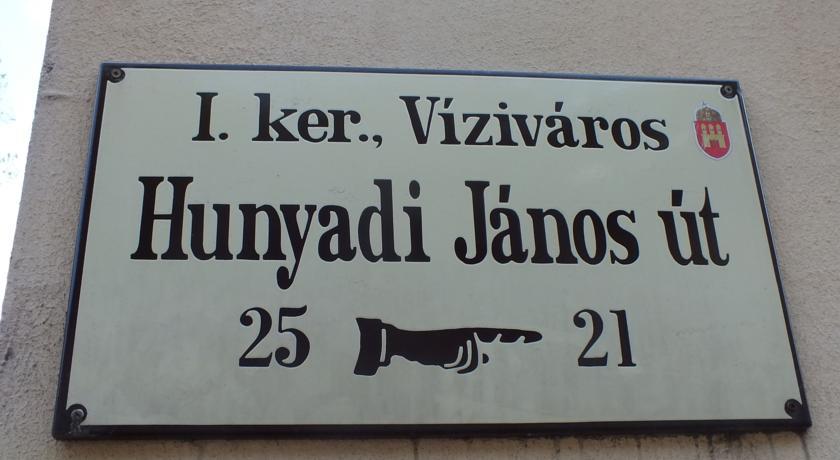 I. ker., Víziváros
Hunyadi János út
25 21